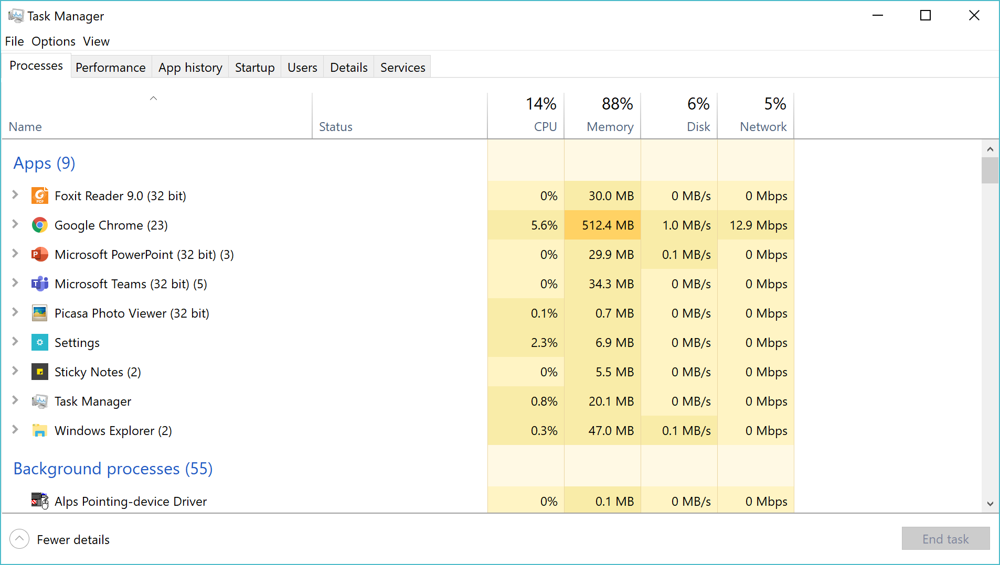 Task Manager
File Options View
Processes Performance App history Startup Users Details Services
14% 88% 6% 5%
Name Status CPU Memory Disk Network
Apps (9)
Foxit Reader 9.0 (32 bit) 0% 30.0 MB 0 MB/s 0 Mbps
Google Chrome (23) 5.6% 512.4 MB 1.0 MB/s 12.9 Mbps
Microsoft PowerPoint (32 bit) (3) 0% 29.9 MB 0.1 MB/s 0 Mbps
Microsoft Teams (32 bit) (5) 0% 34.3 MB 0 MB/s 0 Mbps
Picasa Photo Viewer (32 bit) 0.1% 0.7 MB 0 MB/s 0 Mbps
Settings 2.3% 6.9 MB 0 MB/s 0 Mbps
Sticky Notes (2) 0% 5.5 MB 0 MB/s 0 Mbps
Task Manager 0.8% 20.1 MB 0 MB/s 0 Mbps
Windows Explorer (2) 0.3% 47.0 MB 0.1 MB/s 0 Mbps
Background processes (55)
Alps Pointing-device Driver 0% 0.1 MB 0 MB/s 0 Mbps
Fewer details End task